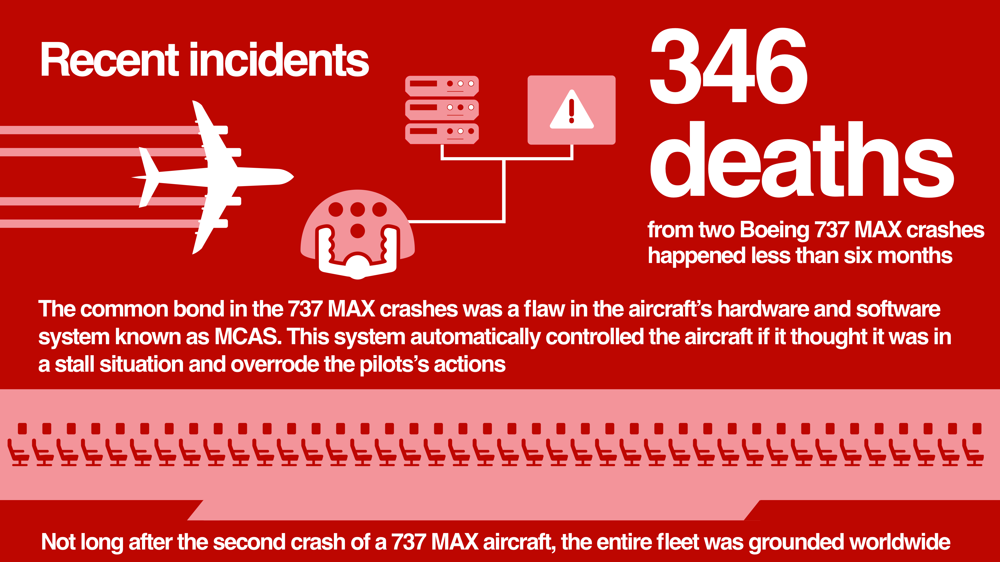 Recent incidents
346
deaths
from two Boeing 737 MAX crashes
happened less than six months
The common bond in the 737 MAX crashes was a flaw in the aircraft’s hardware and software
system known as MCAS. This system automatically controlled the aircraft if it thought it was in
a stall situation and overrode the pilots’s actions
Not long after the second crash of a 737 MAX aircraft, the entire fleet was grounded worldwide